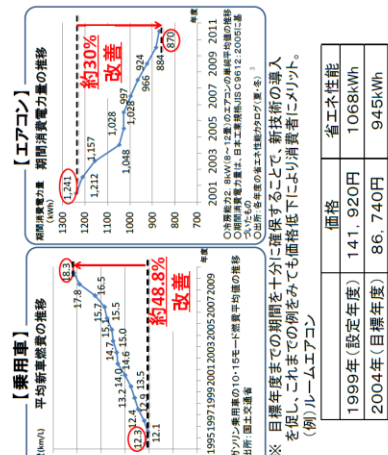 【乗用車】
平均新車燃費の推移
(km/L)
18.3
17.8
16.5
15.7
15.5
15.1
15.0
14.7
14.6
14.0
13.5
13.2
12.9
12.4
12.3
12.1
約48.8%
改善
1995 1997 1999 2001 2003 2005 2007 2009
年度
ガソリン乗用車の10・15モード燃費平均値の推移
出所：国土交通省
【エアコン】
期間消費電力量の推移
期間消費電力量
(kWh)
1300
1200
1100
1000
900
800
700
1,241
1,212
1,157
1,048
1,028
1,028
997
966
924
884
870
約30%
改善
2001 2003 2005 2007 2009 2011
年度
○冷房能力2.8kW(8～12畳)のエアコンの単純平均値の推移
○期間消費電力量は、日本工業規格JISC9612:2005に基
づいたもの
○出所：各年度の省エネ性能カタログ(夏・冬)
※ 目標年度までの期間を十分に確保することで、新技術の導入
を促し、これまでの例をみても価格低下により消費者にメリット。
(例)ルームエアコン
価格 省エネ性能
1999年(設定年度) 141,920円 1068kWh
2004年(目標年度) 86,740円 945kWh